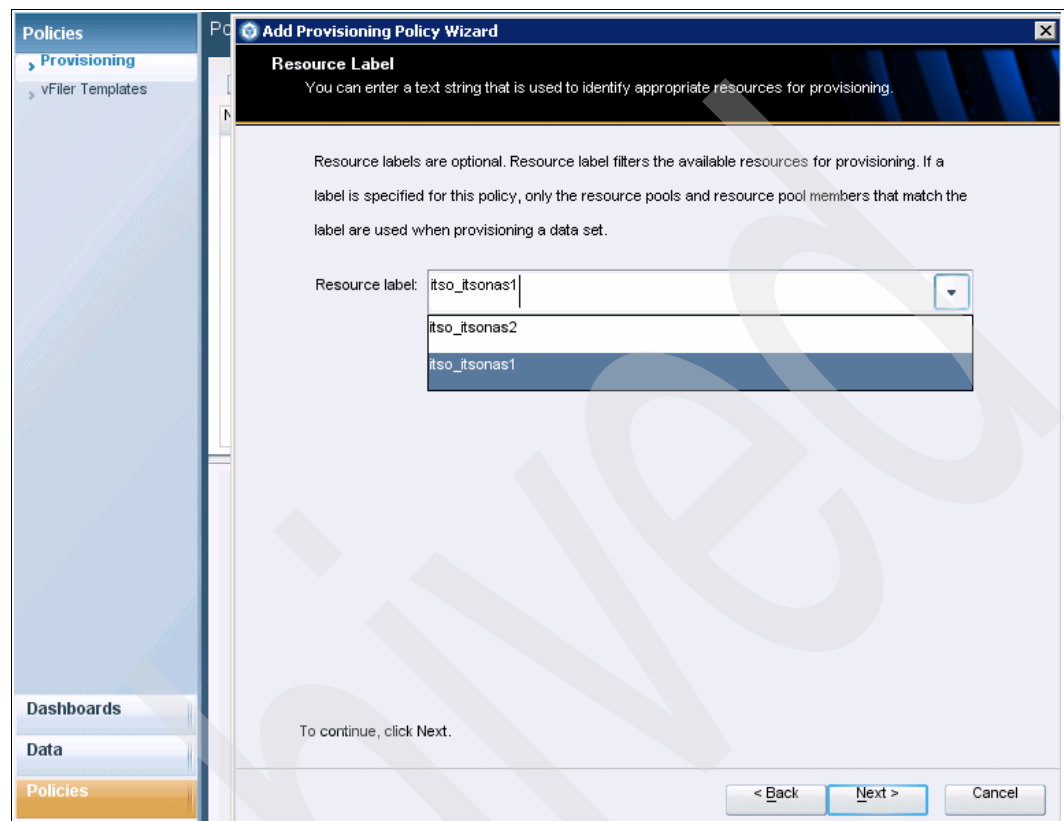 Policies
Provisioning
vFiler Templates
Dashboards
Data
Policies
Add Provisioning Policy Wizard
Resource Label
You can enter a text string that is used to identify appropriate resources for provisioning.
Resource labels are optional. Resource label filters the available resources for provisioning. If a
label is specified for this policy, only the resource pools and resource pool members that match the
label are used when provisioning a data set.
Resource label: itso_itsonas1
itso_itsonas2
itso_itsonas1
To continue, click Next.
< Back Next > Cancel